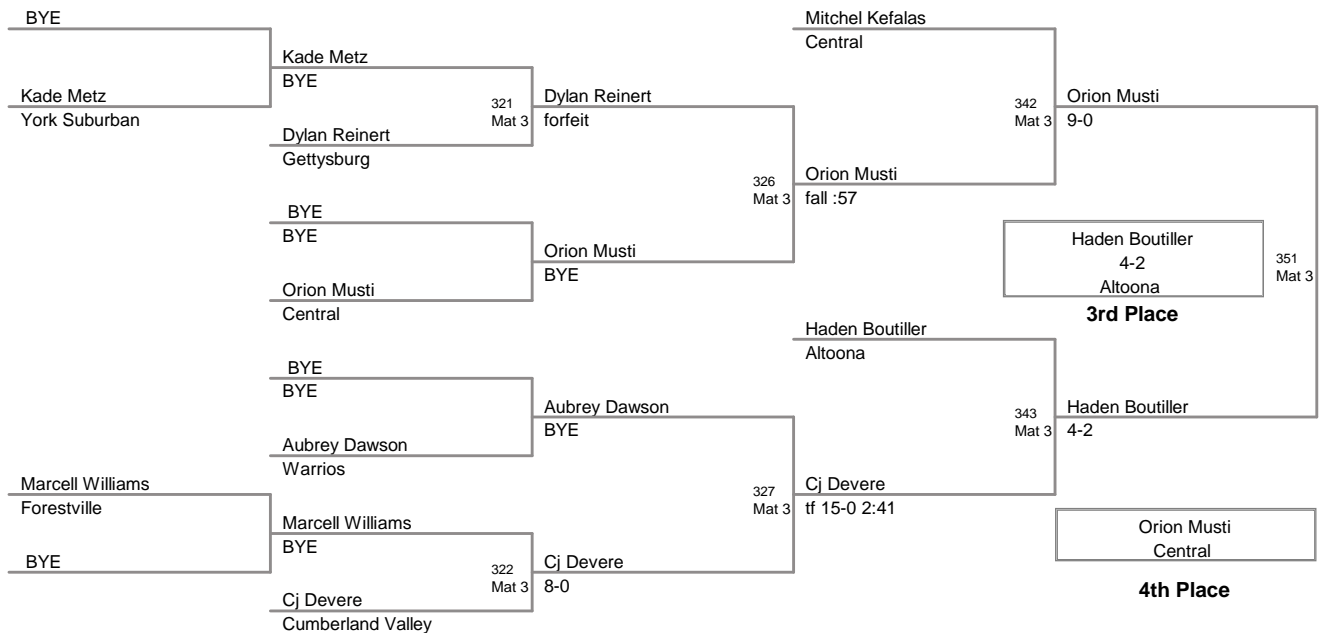 BYE
Kade Metz
York Suburban
Kade Metz
BYE
321
Mat 3
Dylan Reinert
Gettysburg
Dylan Reinert
forfeit
BYE
BYE
Orion Musti
Central
Orion Musti
BYE
326
Mat 3
Orion Musti
fall :57
Mitchel Kefalas
Central
342
Mat 3
Orion Musti
9-0
Haden Boutiller
4-2
Altoona
3rd Place
351
Mat 3
BYE
BYE
Aubrey Dawson
Warrios
Aubrey Dawson
BYE
Marcell Williams
Forestville
BYE
Marcell Williams
BYE
322
Mat 3
Cj Devere
Cumberland Valley
Cj Devere
8-0
327
Mat 3
Cj Devere
tf 15-0 2:41
Haden Boutiller
Altoona
343
Mat 3
Haden Boutiller
4-2
Orion Musti
Central
4th Place